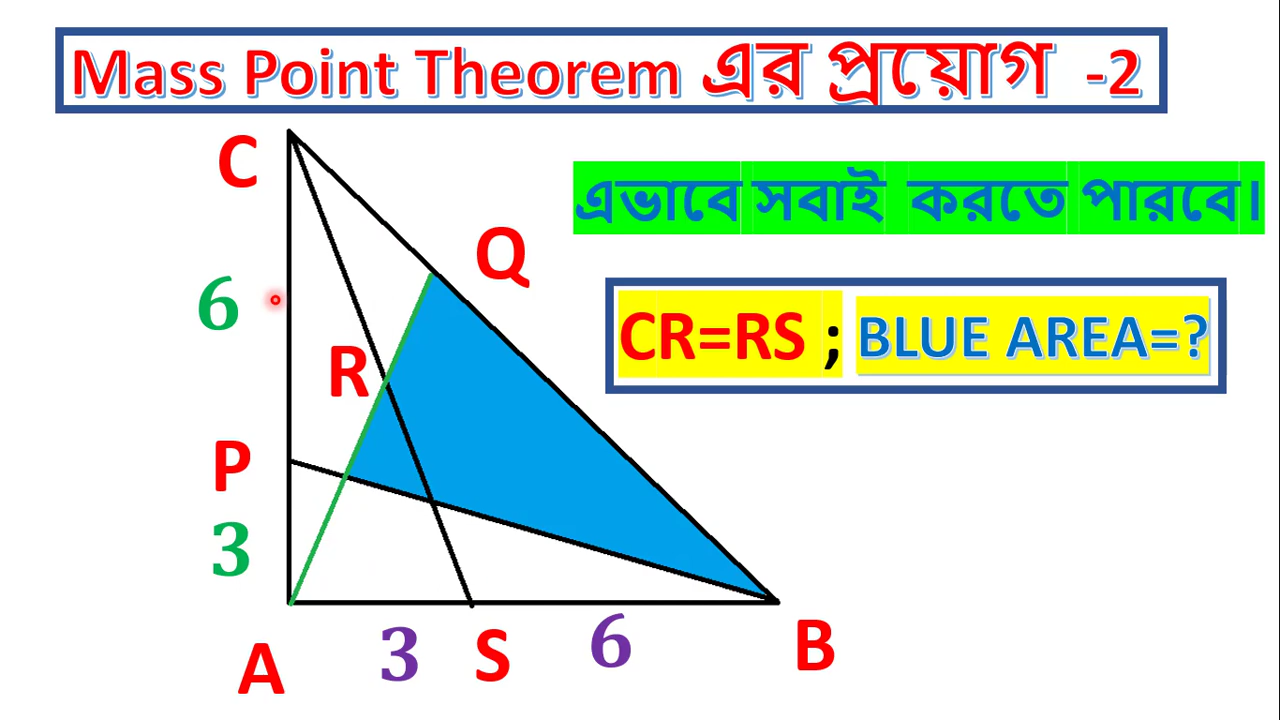 Mass Point Theorem এর প্রয়োগ -2
এভাবে সবাই করতে পারবে।
C
Q
6
CR=RS ; BLUE AREA=?
R
P
3
A 3 S 6 B